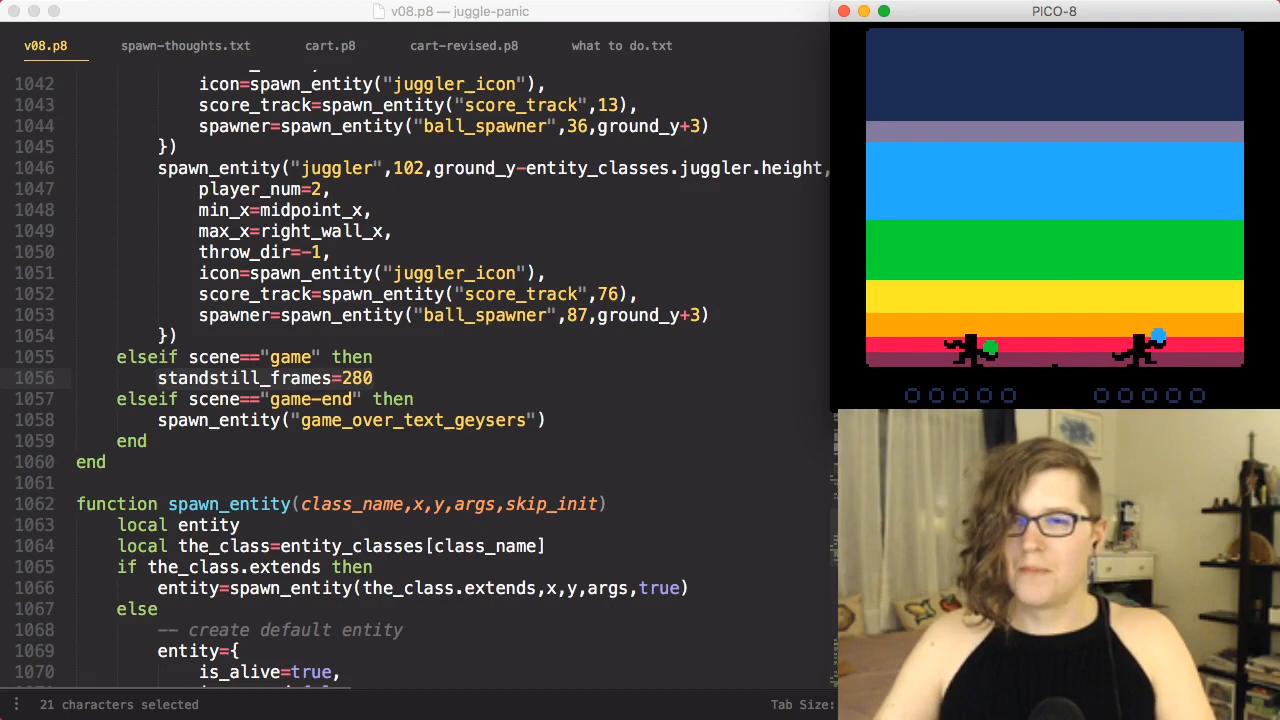 v08.p8 — juggle-panic
PICO-8
v08.p8 spawn-thoughts.txt cart.p8 cart-revised.p8 what to do.txt
1042 icon=spawn_entity("juggler_icon"),
1043 score_track=spawn_entity("score_track",13),
1044 spawner=spawn_entity("ball_spawner",36,ground_y+3)
1045 })
1046 spawn_entity("juggler",102,ground_y-entity_classes.juggler.height,
1047 player_num=2,
1048 min_x=midpoint_x,
1049 max_x=right_wall_x,
1050 throw_dir=-1,
1051 icon=spawn_entity("juggler_icon"),
1052 score_track=spawn_entity("score_track",76),
1053 spawner=spawn_entity("ball_spawner",87,ground_y+3)
1054 })
1055 elseif scene=="game" then
1056 standstill_frames=280
1057 elseif scene=="game-end" then
1058 spawn_entity("game_over_text_geysers")
1059 end
1060 end
1061
1062 function spawn_entity(class_name,x,y,args,skip_init)
1063 local entity
1064 local the_class=entity_classes[class_name]
1065 if the_class.extends then
1066 entity=spawn_entity(the_class.extends,x,y,args,true)
1067 else
1068 -- create default entity
1069 entity={
1070 is_alive=true,
21 characters selected
Tab Size: